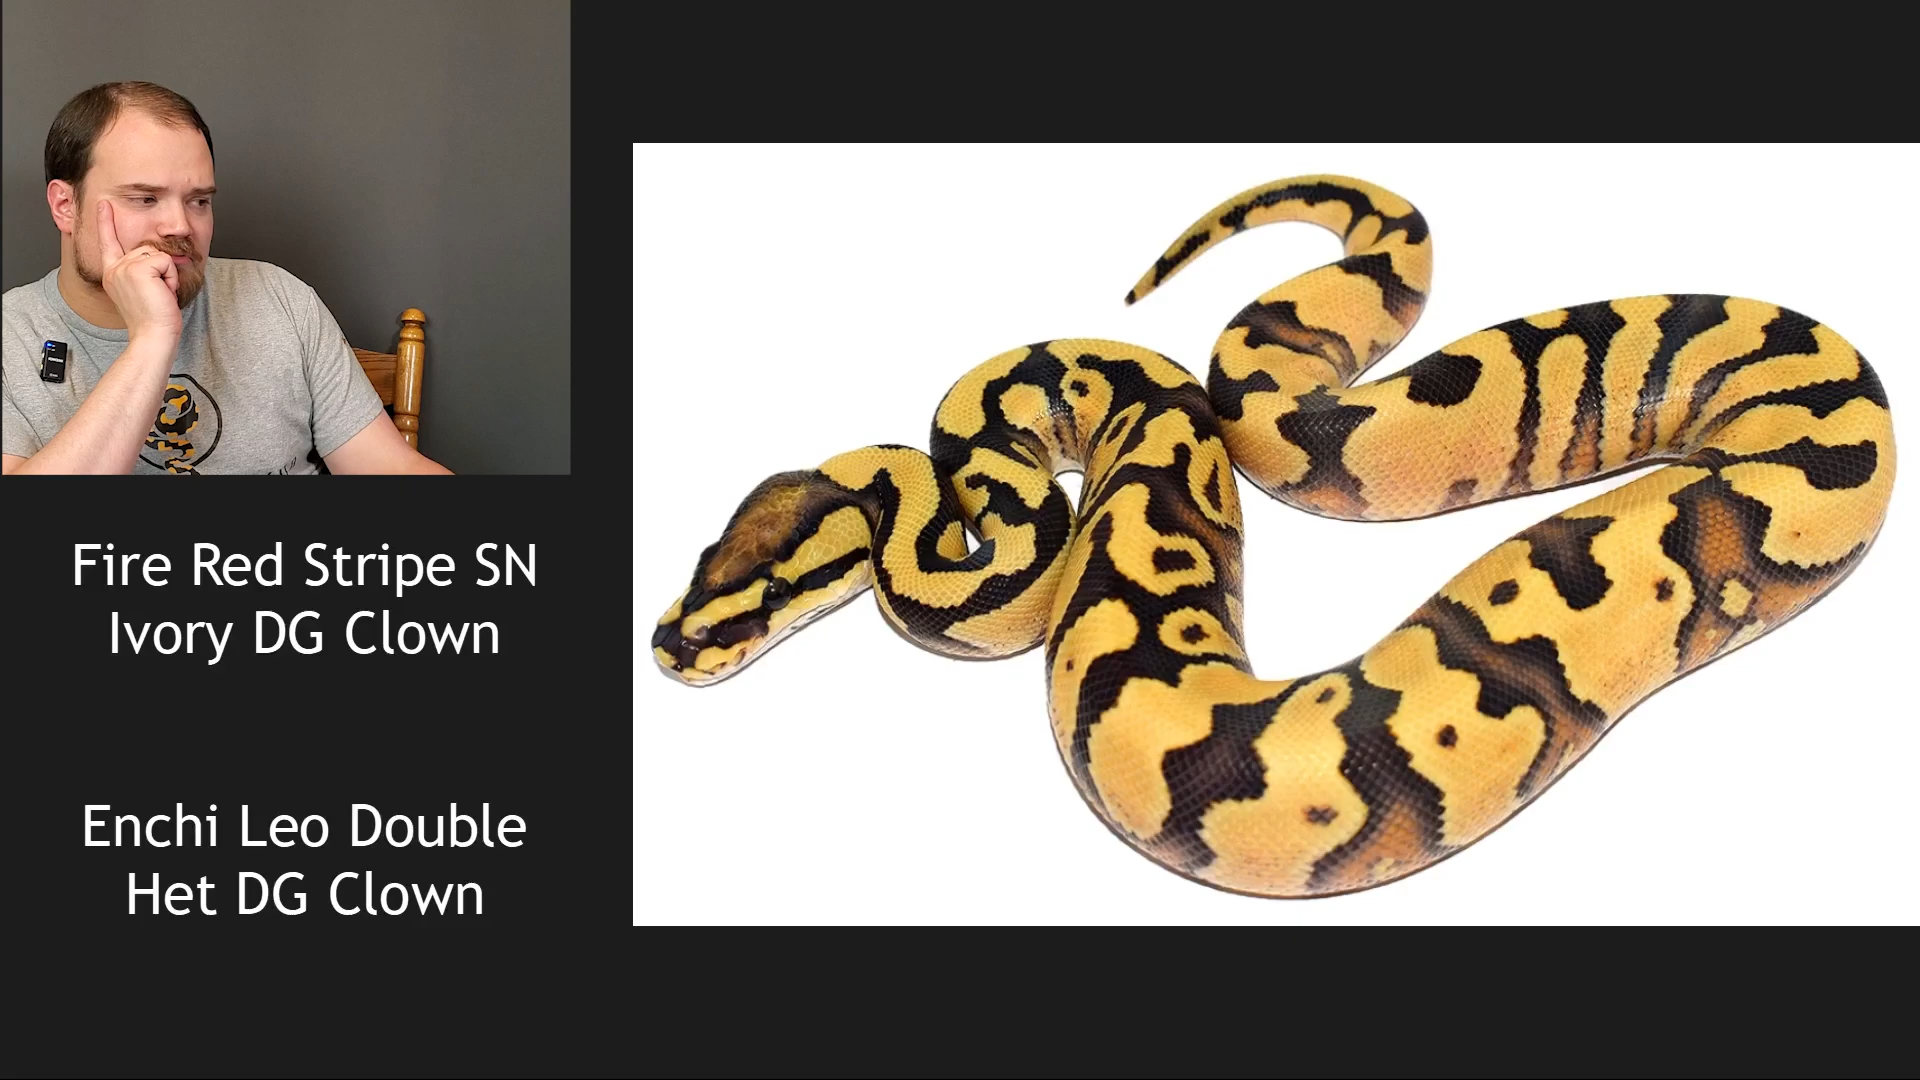 Fire Red Stripe SN
Ivory DG Clown
Enchi Leo Double
Het DG Clown